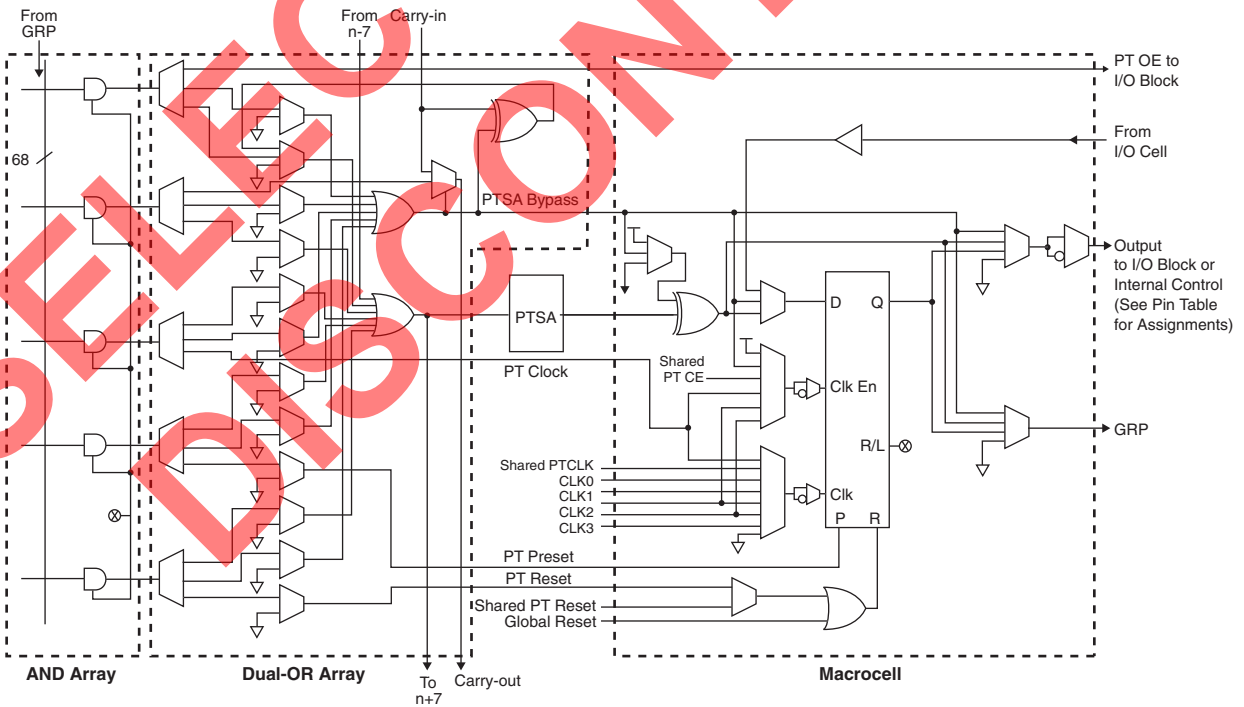 From
GRP
From
n-7
Carry-in
PT OE to
I/O Block
From
I/O Cell
68
PTSA Bypass
Output
to I/O Block or
Internal Control
(See Pin Table
for Assignments)
PTSA
D
Q
PT Clock
Shared
PT CE
Clk En
R/L
GRP
Shared PTCLK
CLK0
CLK1
CLK2
CLK3
Clk
P
R
PT Preset
PT Reset
Shared PT Reset
Global Reset
AND Array
Dual-OR Array
Macrocell
To
n+7
Carry-out
SELEC
DISCONT